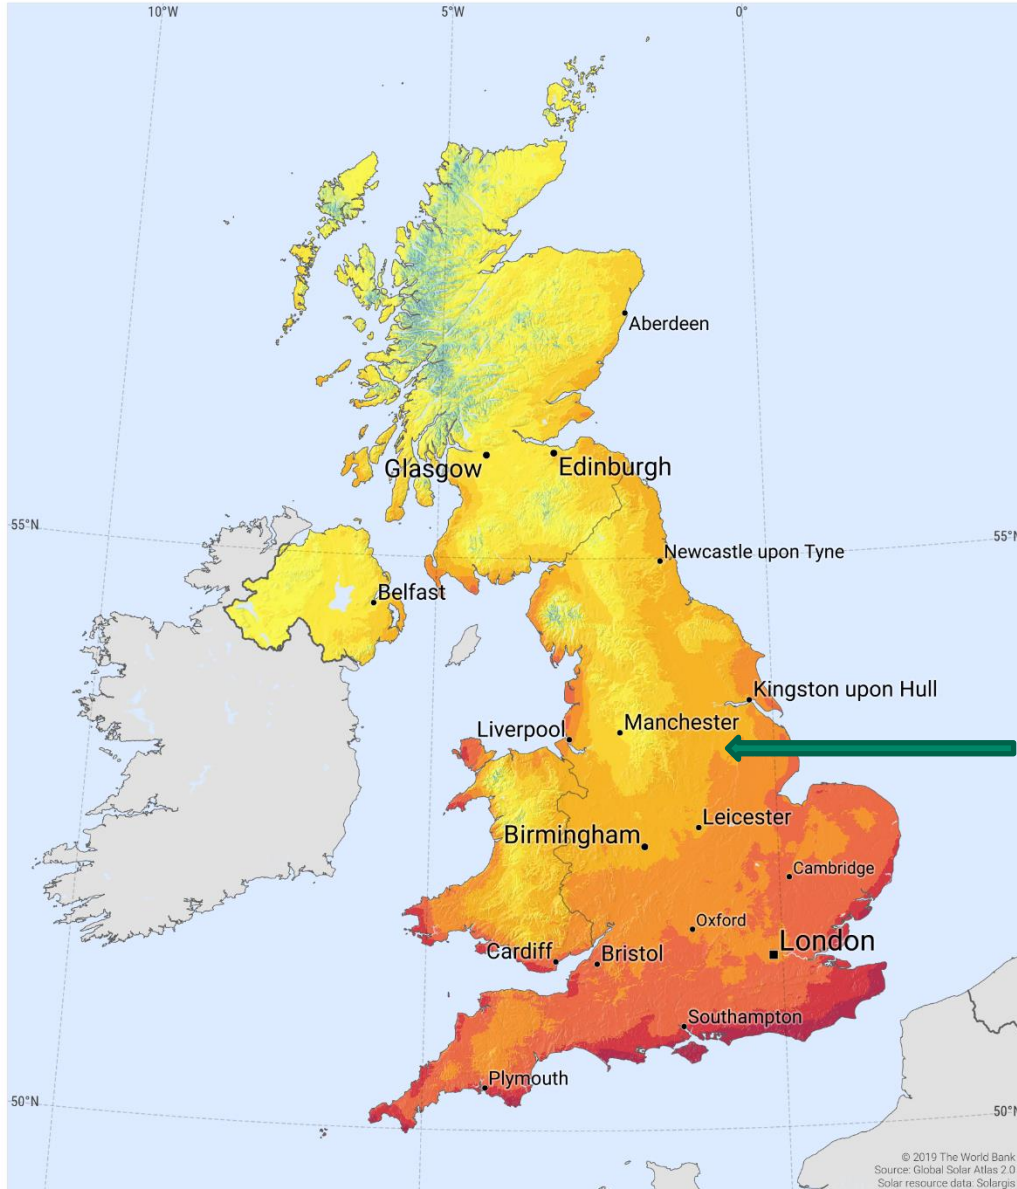 10°W
5°W
0°
Aberdeen
Glasgow
Edinburgh
55°N
55°N
Newcastle upon Tyne
Belfast
Kingston upon Hull
Liverpool
Manchester
Leicester
Birmingham
Cambridge
Oxford
London
Cardiff
Bristol
Southampton
Plymouth
50°N
50°N
© 2019 The World Bank
Source: Global Solar Atlas 2.0
Solar resource data: Solargis